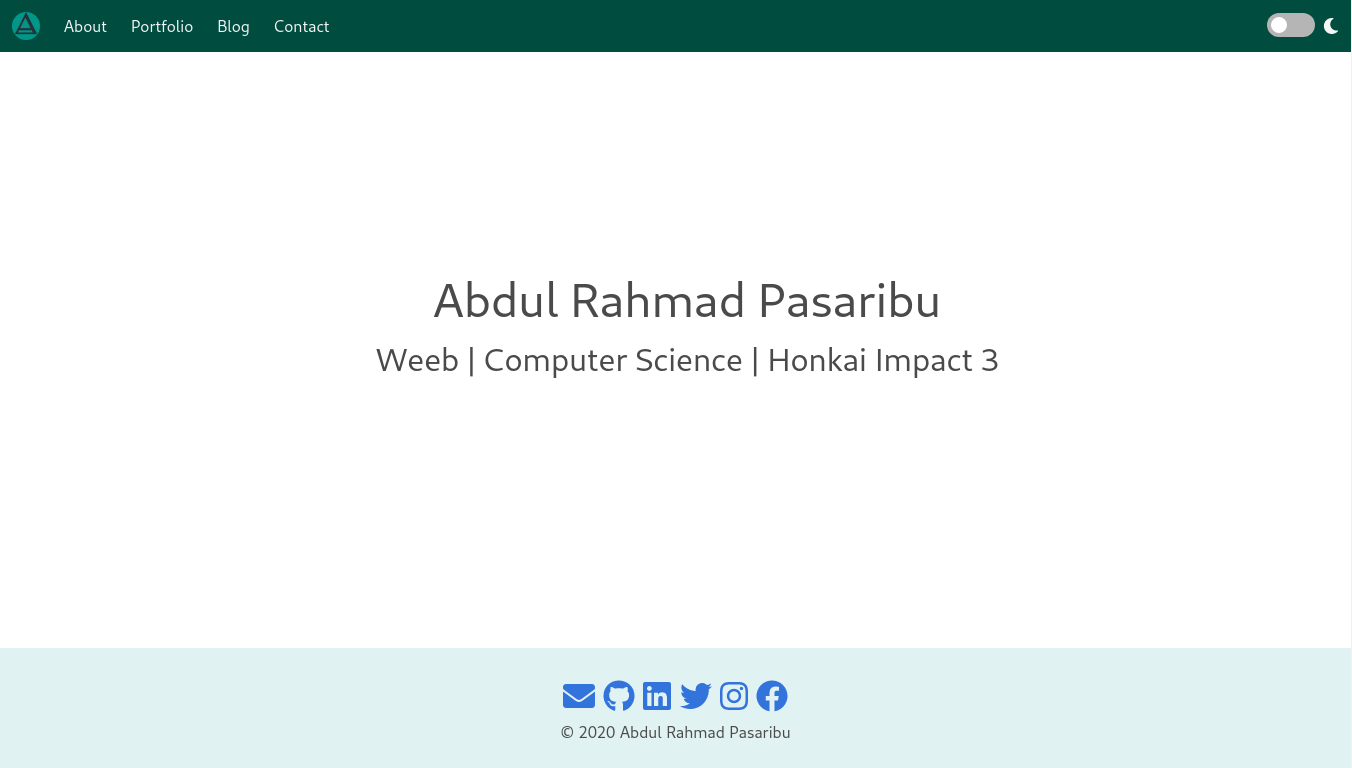 About Portfolio Blog Contact
Abdul Rahmad Pasaribu
Weeb | Computer Science | Honkai Impact 3
© 2020 Abdul Rahmad Pasaribu